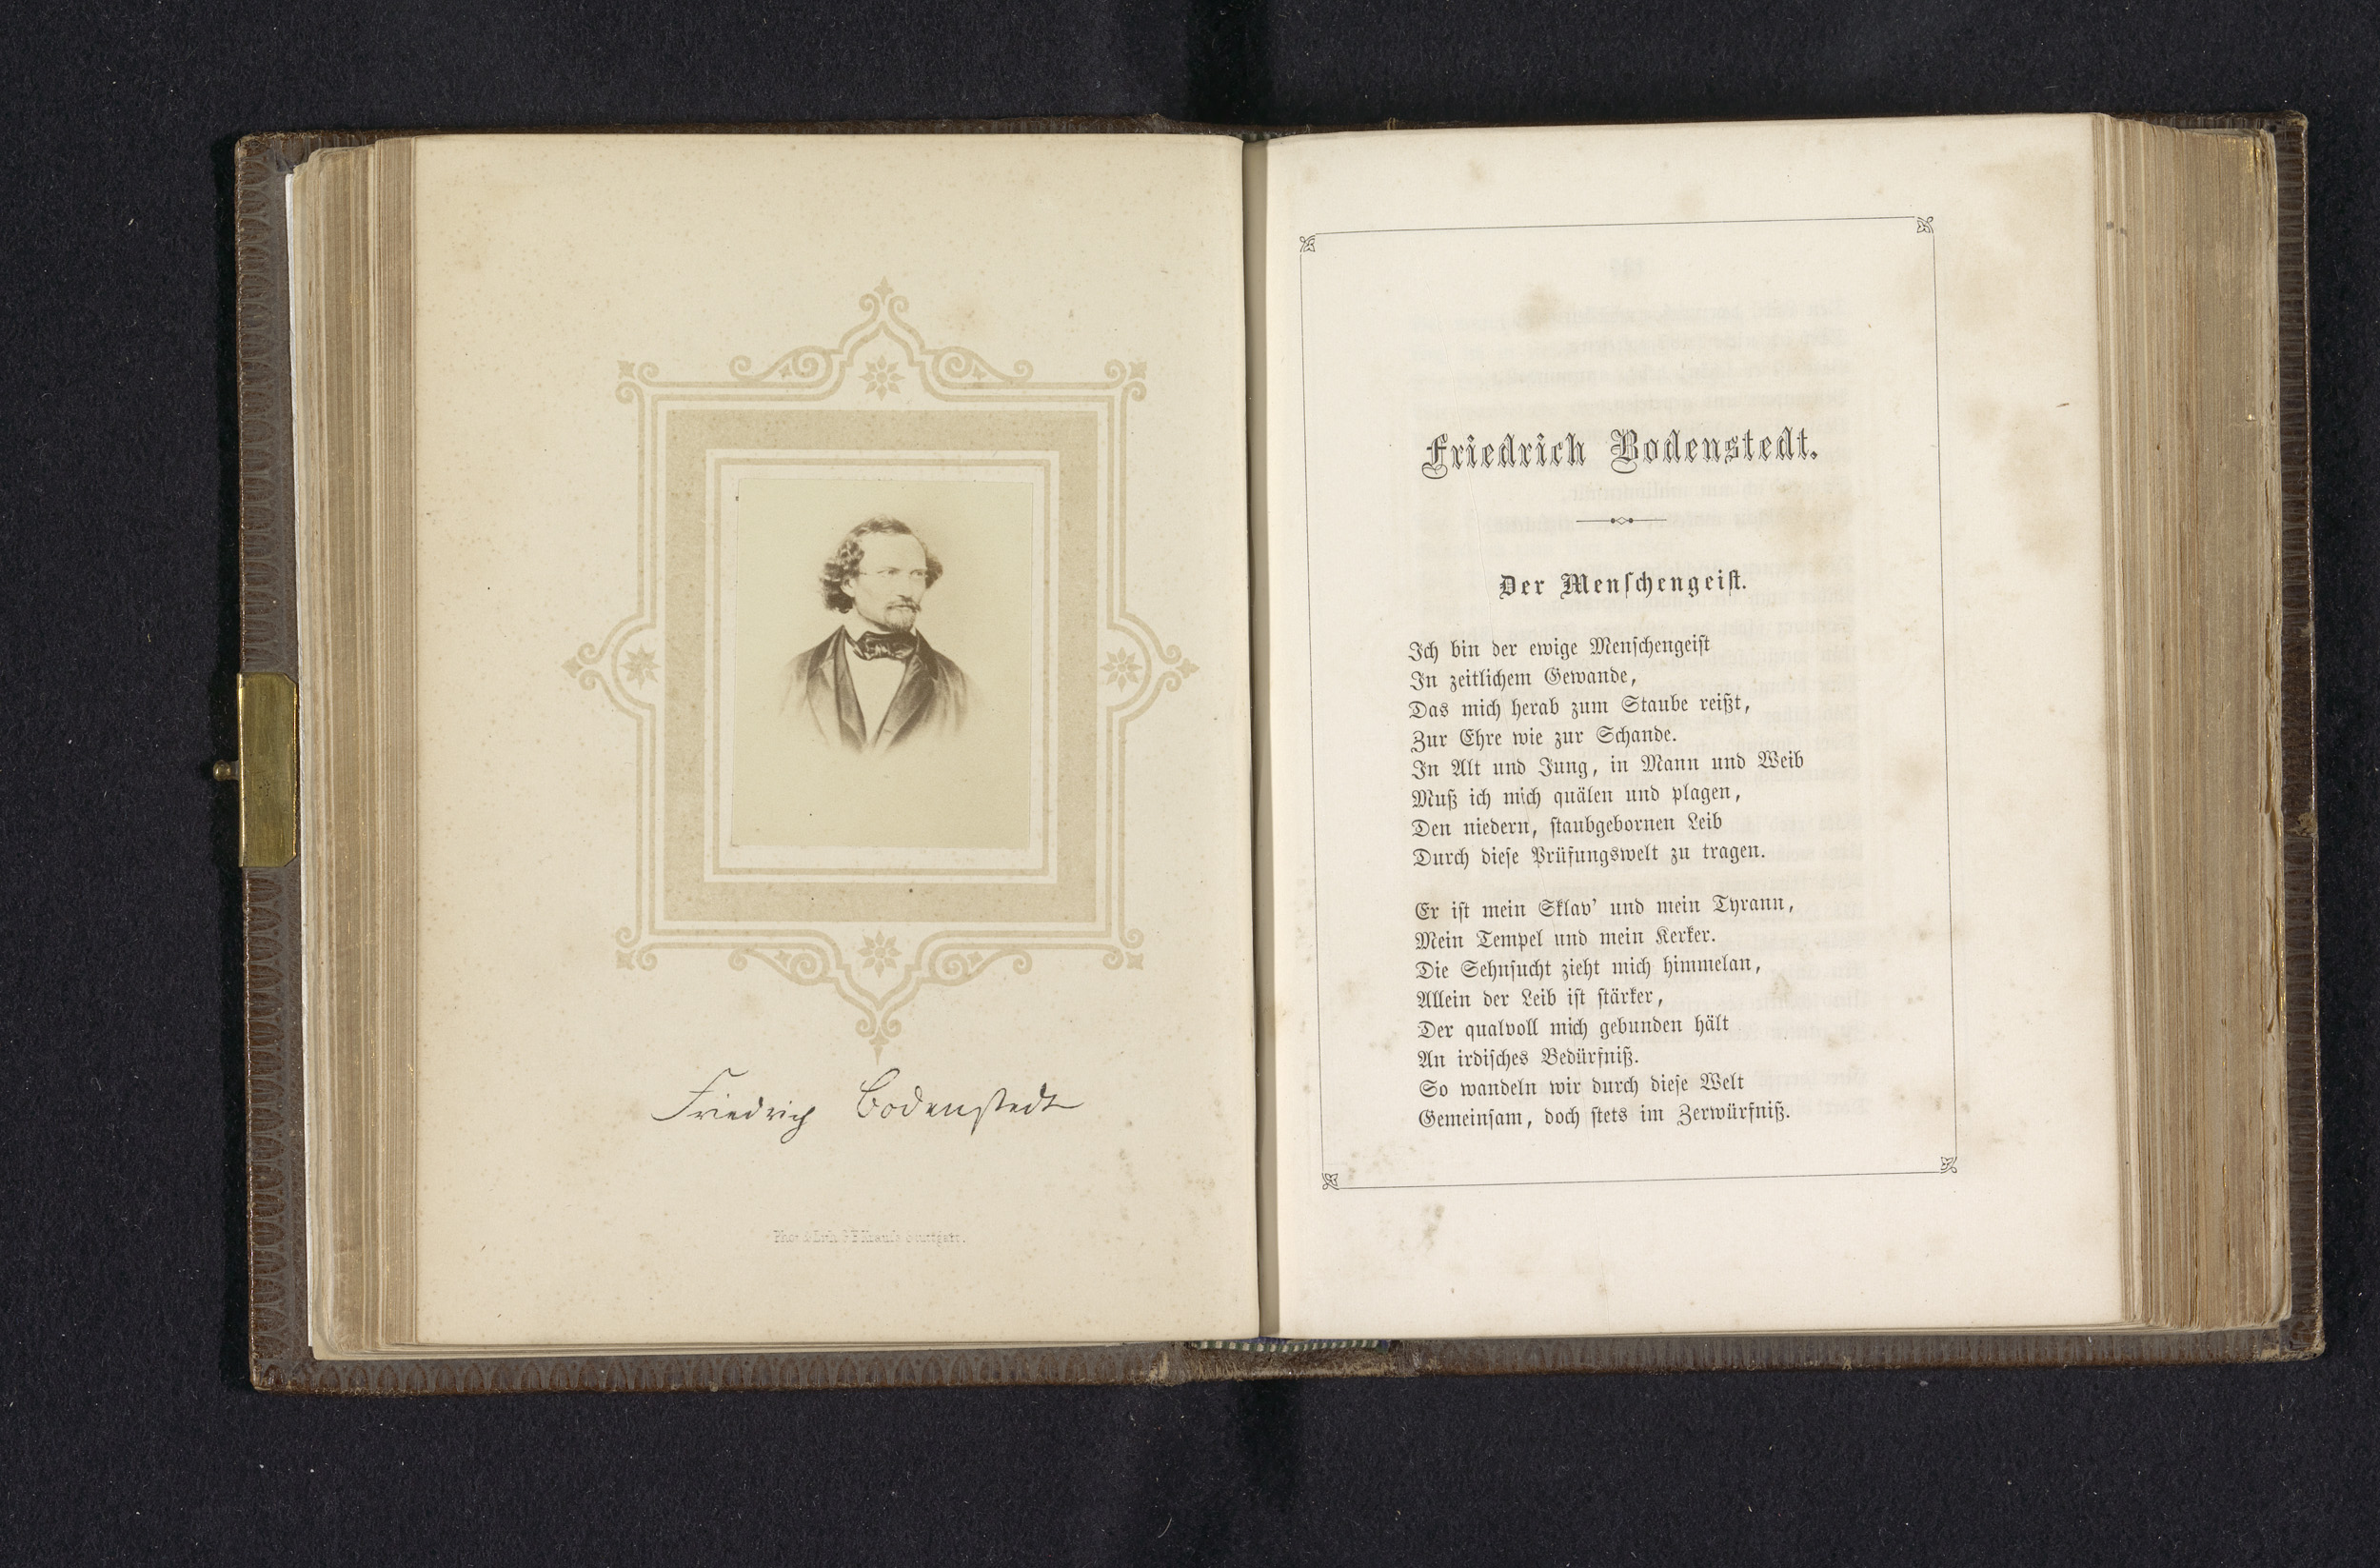 Friedrich Bodenstedt
Phot. & Lith. G F Krauss Stuttgart.
Friedrich Bodenstedt.
Der Menschengeist.
Ich bin der ewige Menschengeist
In zeitlichem Gewande,
Das mich herab zum Staube reißt,
Zur Ehre wie zur Schande.
In Alt und Jung, in Mann und Weib
Muß ich mich quälen und plagen,
Den niedern, staubgebornen Leib
Durch diese Prüfungswelt zu tragen.
Er ist mein Sklav’ und mein Tyrann,
Mein Tempel und mein Kerker.
Die Sehnsucht zieht mich himmelan,
Allein der Leib ist stärker,
Der qualvoll mich gebunden hält
An irdisches Bedürfniß.
So wandeln wir durch diese Welt
Gemeinsam, doch stets im Zerwürfniß.